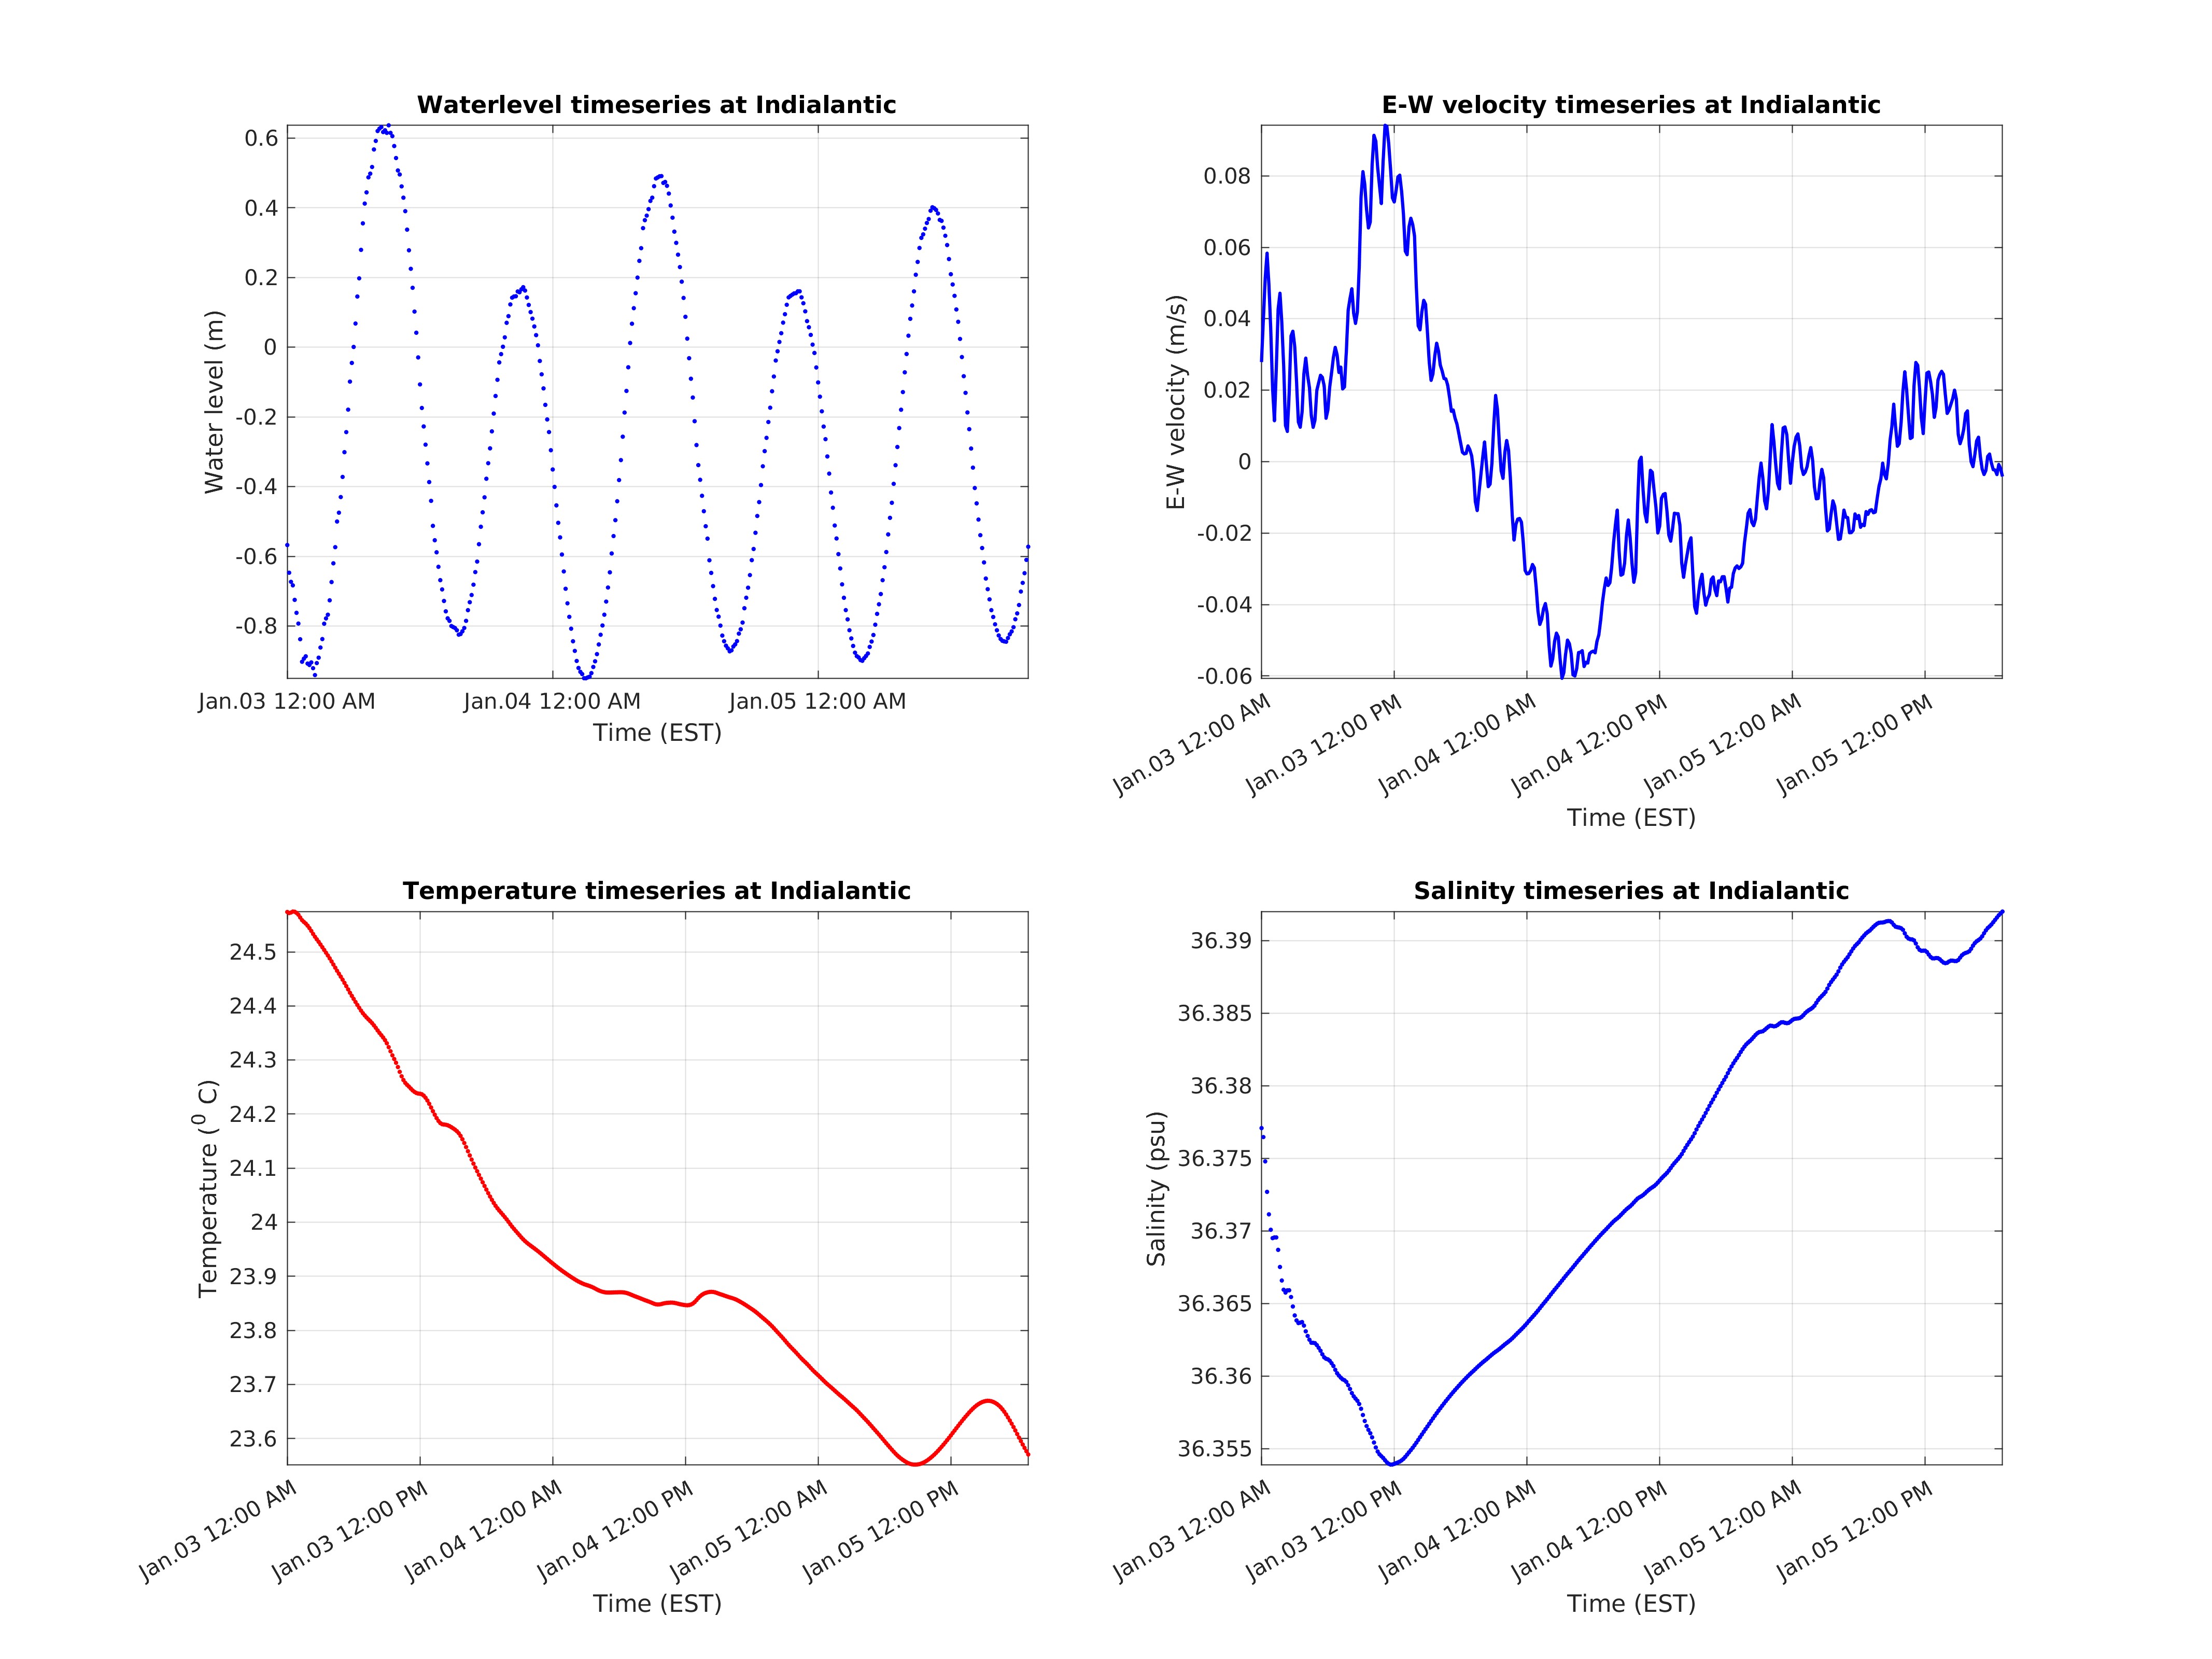 Waterlevel timeseries at Indialantic
0.6
0.4
0.2
0
-0.2
-0.4
-0.6
-0.8
Water level (m)
Jan.03 12:00 AM
Jan.04 12:00 AM
Jan.05 12:00 AM
Time (EST)
E-W velocity timeseries at Indialantic
0.08
0.06
0.04
0.02
0
-0.02
-0.04
-0.06
E-W velocity (m/s)
Jan.03 12:00 AM
Jan.03 12:00 PM
Jan.04 12:00 AM
Jan.04 12:00 PM
Jan.05 12:00 AM
Jan.05 12:00 PM
Time (EST)
Temperature timeseries at Indialantic
24.5
24.4
24.3
24.2
24.1
24
23.9
23.8
23.7
23.6
Temperature (⁰ C)
Jan.03 12:00 AM
Jan.03 12:00 PM
Jan.04 12:00 AM
Jan.04 12:00 PM
Jan.05 12:00 AM
Jan.05 12:00 PM
Time (EST)
Salinity timeseries at Indialantic
36.39
36.385
36.38
36.375
36.37
36.365
36.36
36.355
Salinity (psu)
Jan.03 12:00 AM
Jan.03 12:00 PM
Jan.04 12:00 AM
Jan.04 12:00 PM
Jan.05 12:00 AM
Jan.05 12:00 PM
Time (EST)